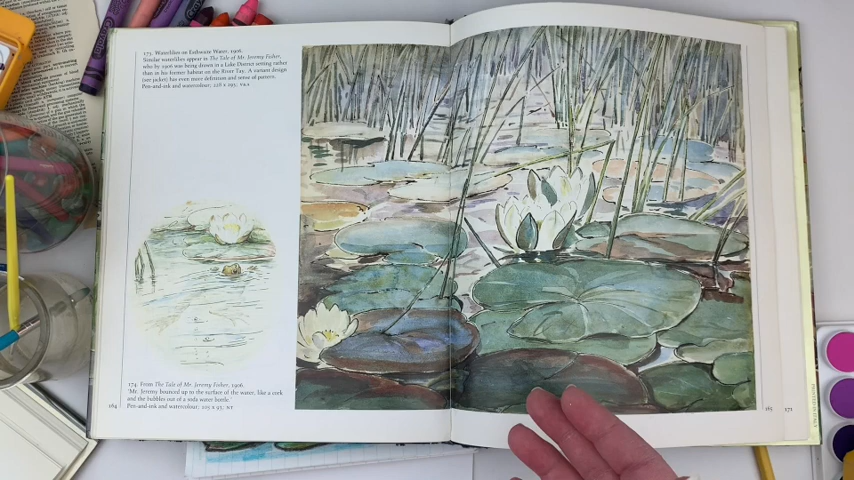 173. Waterlilies on Esthwaite Water, 1906.
Similar waterlilies appear in The Tale of Mr. Jeremy Fisher,
who by 1906 was being drawn in a Lake District setting rather
than in his former habitat on the River Tay. A variant design
(see jacket) has even more definition and sense of pattern.
Pen-and-ink and watercolour;
174. From The Tale of Mr. Jeremy Fisher, 1906.
'Mr. Jeremy bounced up to the surface of the water, like a cork
and the bubbles out of a soda water bottle.'
Pen-and-ink and watercolour; 105 x 95; NT
164
165
171